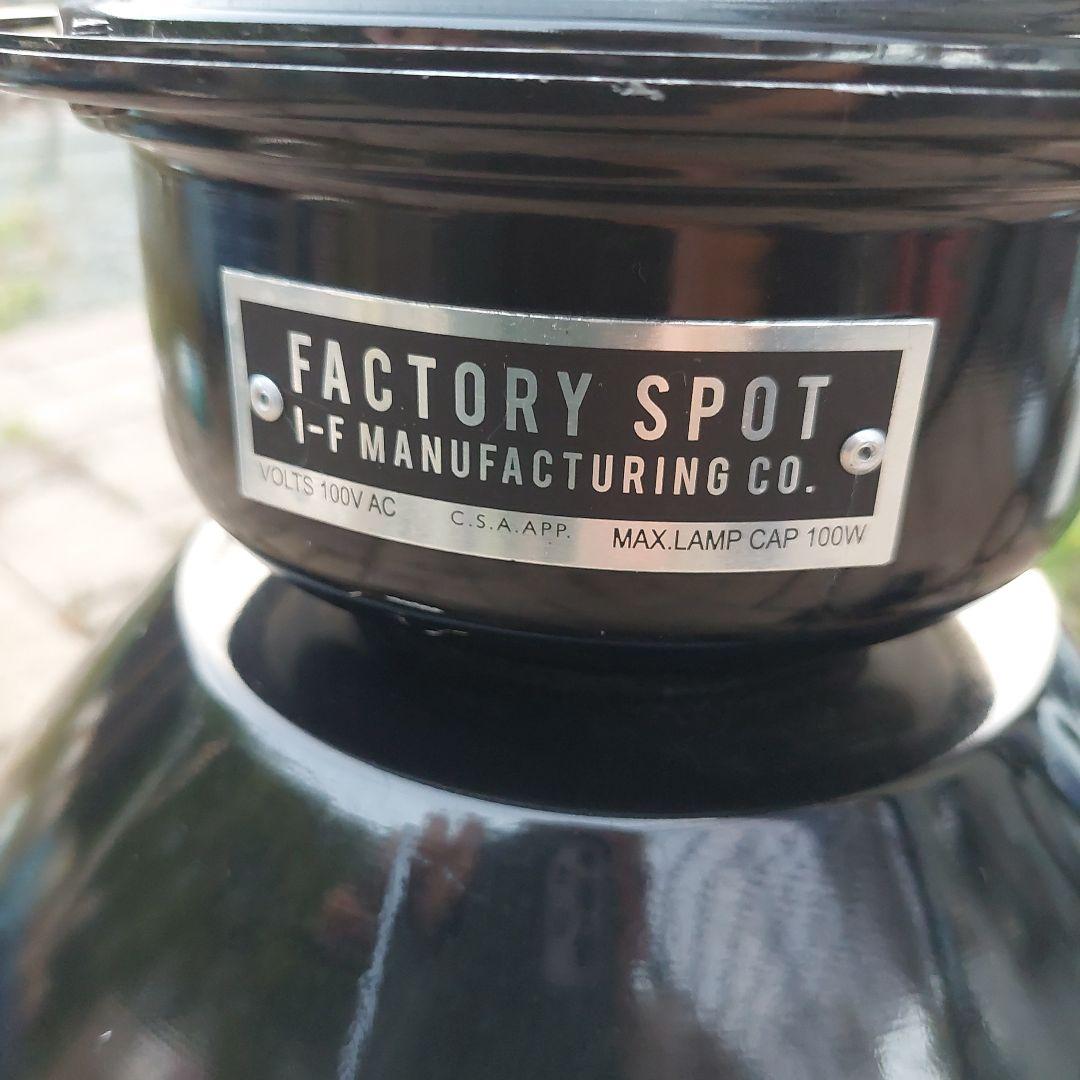 FACTORY SPOT
I-F MANUFACTURING CO.
VOLTS 100V AC C.S.A.APP. MAX.LAMP CAP 100W